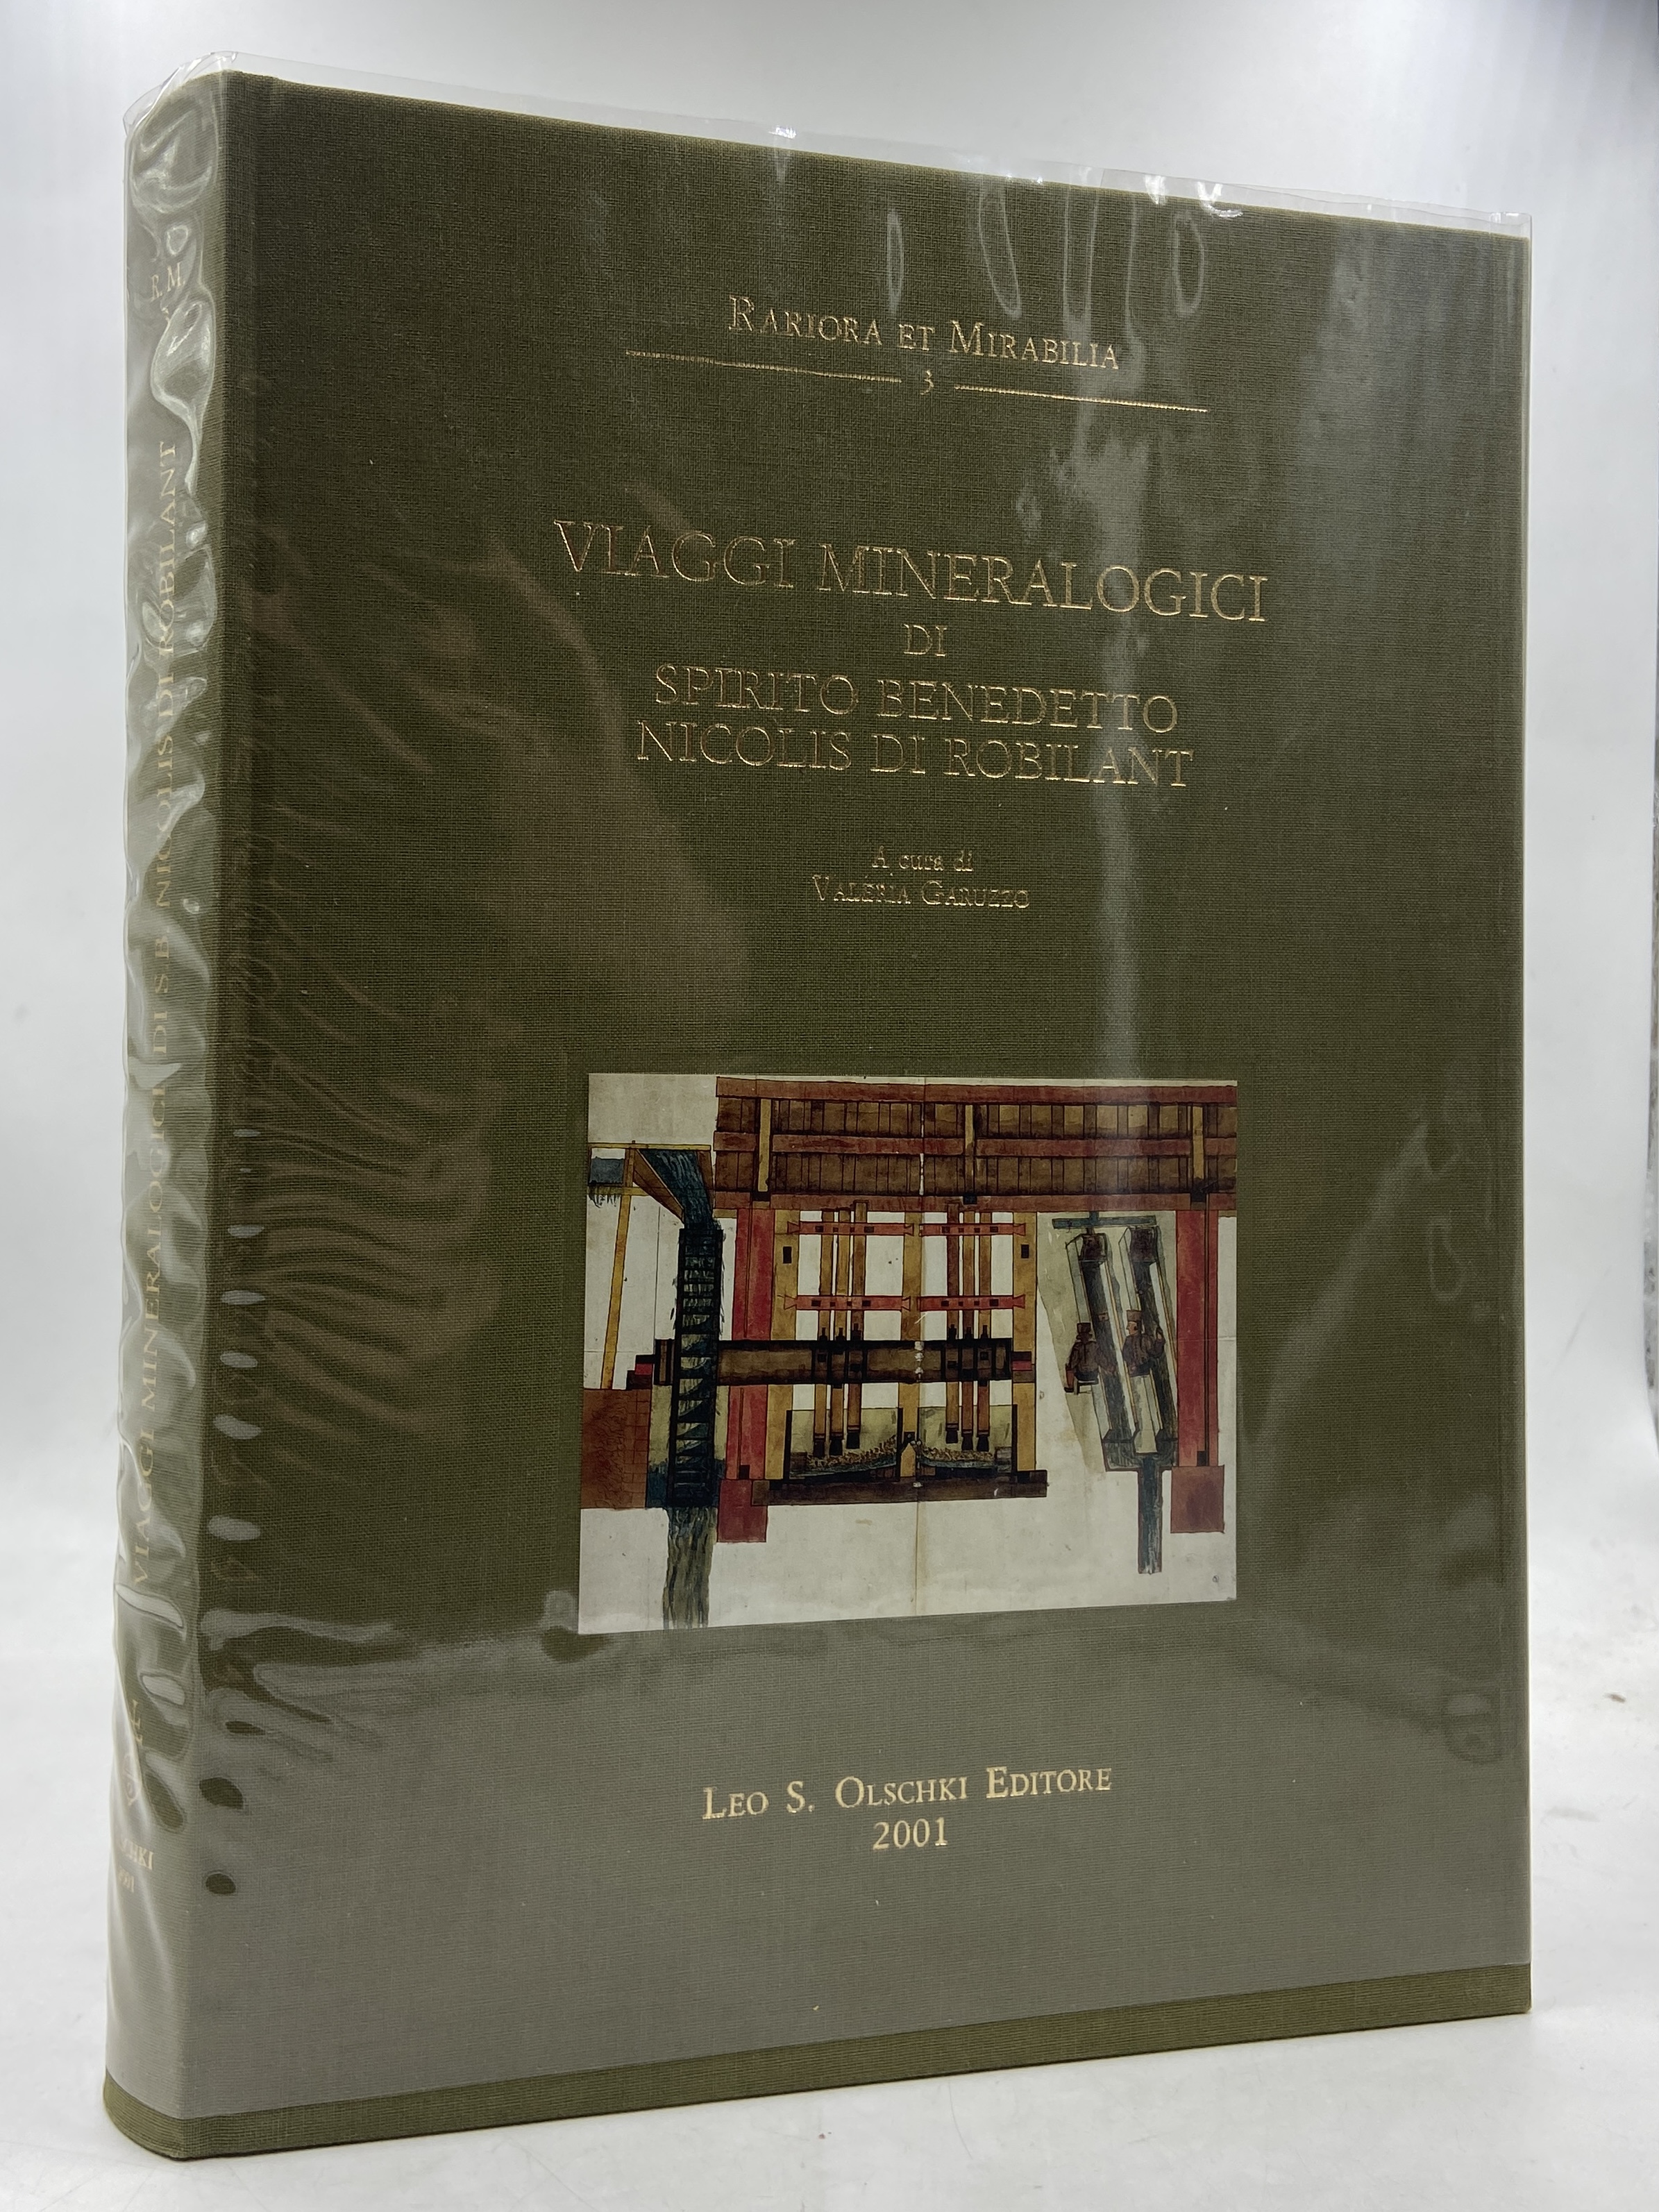 RARIORA ET MIRABILIA
3
VIAGGI MINERALOGICI
DI
SPIRITO BENEDETTO
NICOLIS DI ROBILANT
A cura di
VALERIA GARUZZO
LEO S. OLSCHKI EDITORE
2001
R. M.
VIAGGI MINERALOGICI DI S B NICOLIS DI ROBILANT
2001